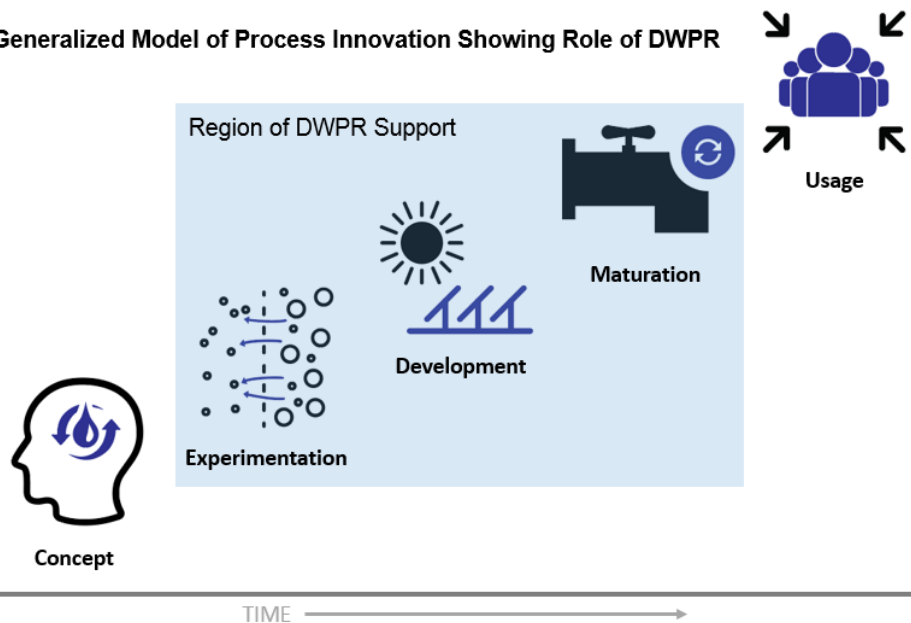 Generalized Model of Process Innovation Showing Role of DWPR
Region of DWPR Support
Usage
Maturation
Development
Experimentation
Concept
TIME